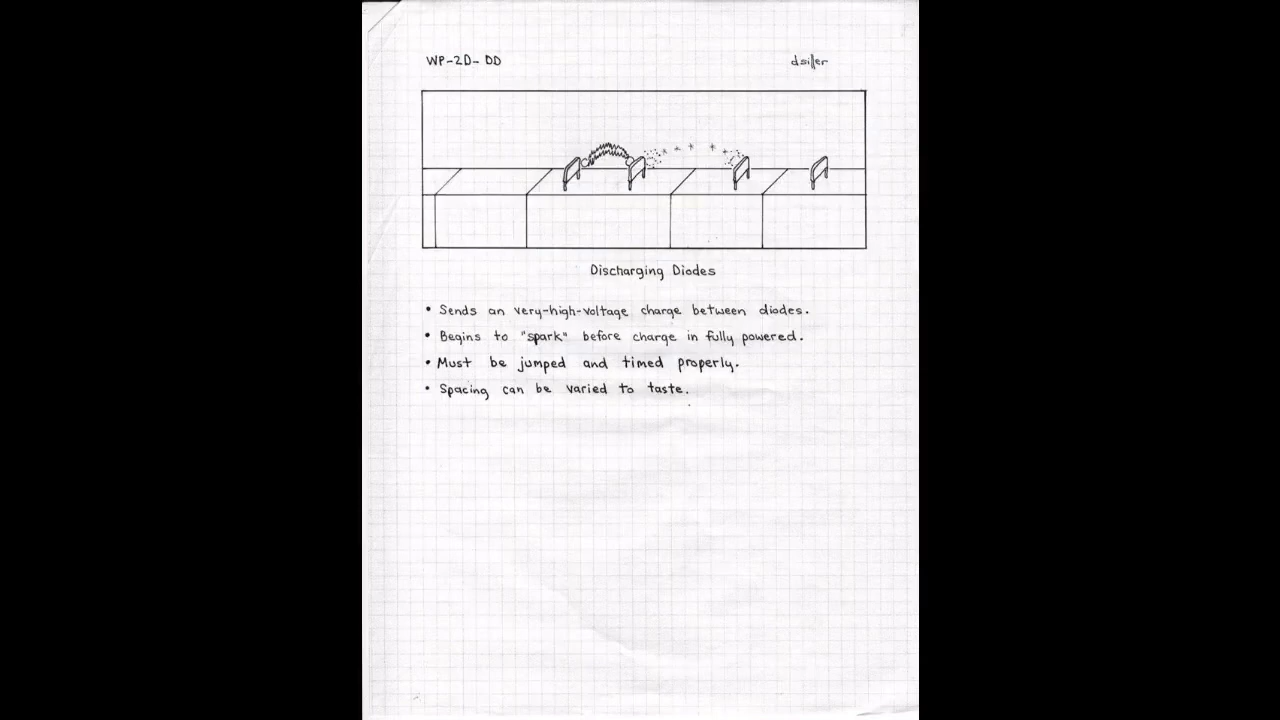 WP-2D-DD
dsiller
Discharging Diodes
• Sends an very-high-voltage charge between diodes.
• Begins to "spark" before charge in fully powered.
• Must be jumped and timed properly.
• Spacing can be varied to taste.